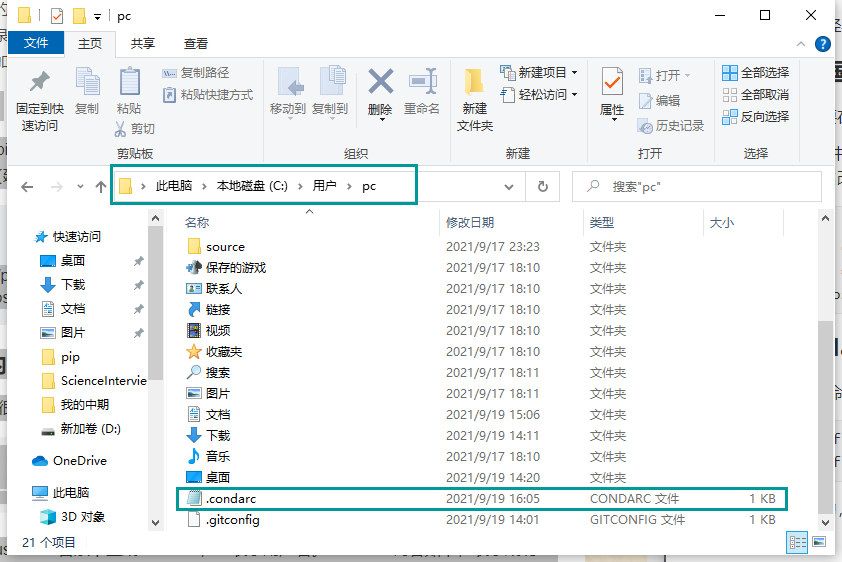 pc
文件 主页 共享 查看
固定到快速访问
复制
粘贴
复制路径
粘贴快捷方式
剪切
剪贴板
移动到
复制到
删除
重命名
组织
新建文件夹
新建项目
轻松访问
新建
属性
打开
编辑
历史记录
打开
全部选择
全部取消
反向选择
选择
此电脑 > 本地磁盘 (C:) > 用户 > pc
搜索"pc"
快速访问
桌面
下载
文档
图片
pip
ScienceIntervie
我的中期
新加卷 (D:)
OneDrive
此电脑
3D 对象
名称 修改日期 类型 大小
source 2021/9/17 23:23 文件夹
保存的游戏 2021/9/17 18:10 文件夹
联系人 2021/9/17 18:10 文件夹
链接 2021/9/17 18:10 文件夹
视频 2021/9/17 18:10 文件夹
收藏夹 2021/9/17 18:10 文件夹
搜索 2021/9/17 18:11 文件夹
图片 2021/9/17 18:11 文件夹
文档 2021/9/19 15:06 文件夹
下载 2021/9/19 14:11 文件夹
音乐 2021/9/17 18:10 文件夹
桌面 2021/9/19 14:20 文件夹
.condarc 2021/9/19 16:05 CONDARC 文件 1 KB
.gitconfig 2021/9/19 14:01 GITCONFIG 文件 1 KB
21 个项目